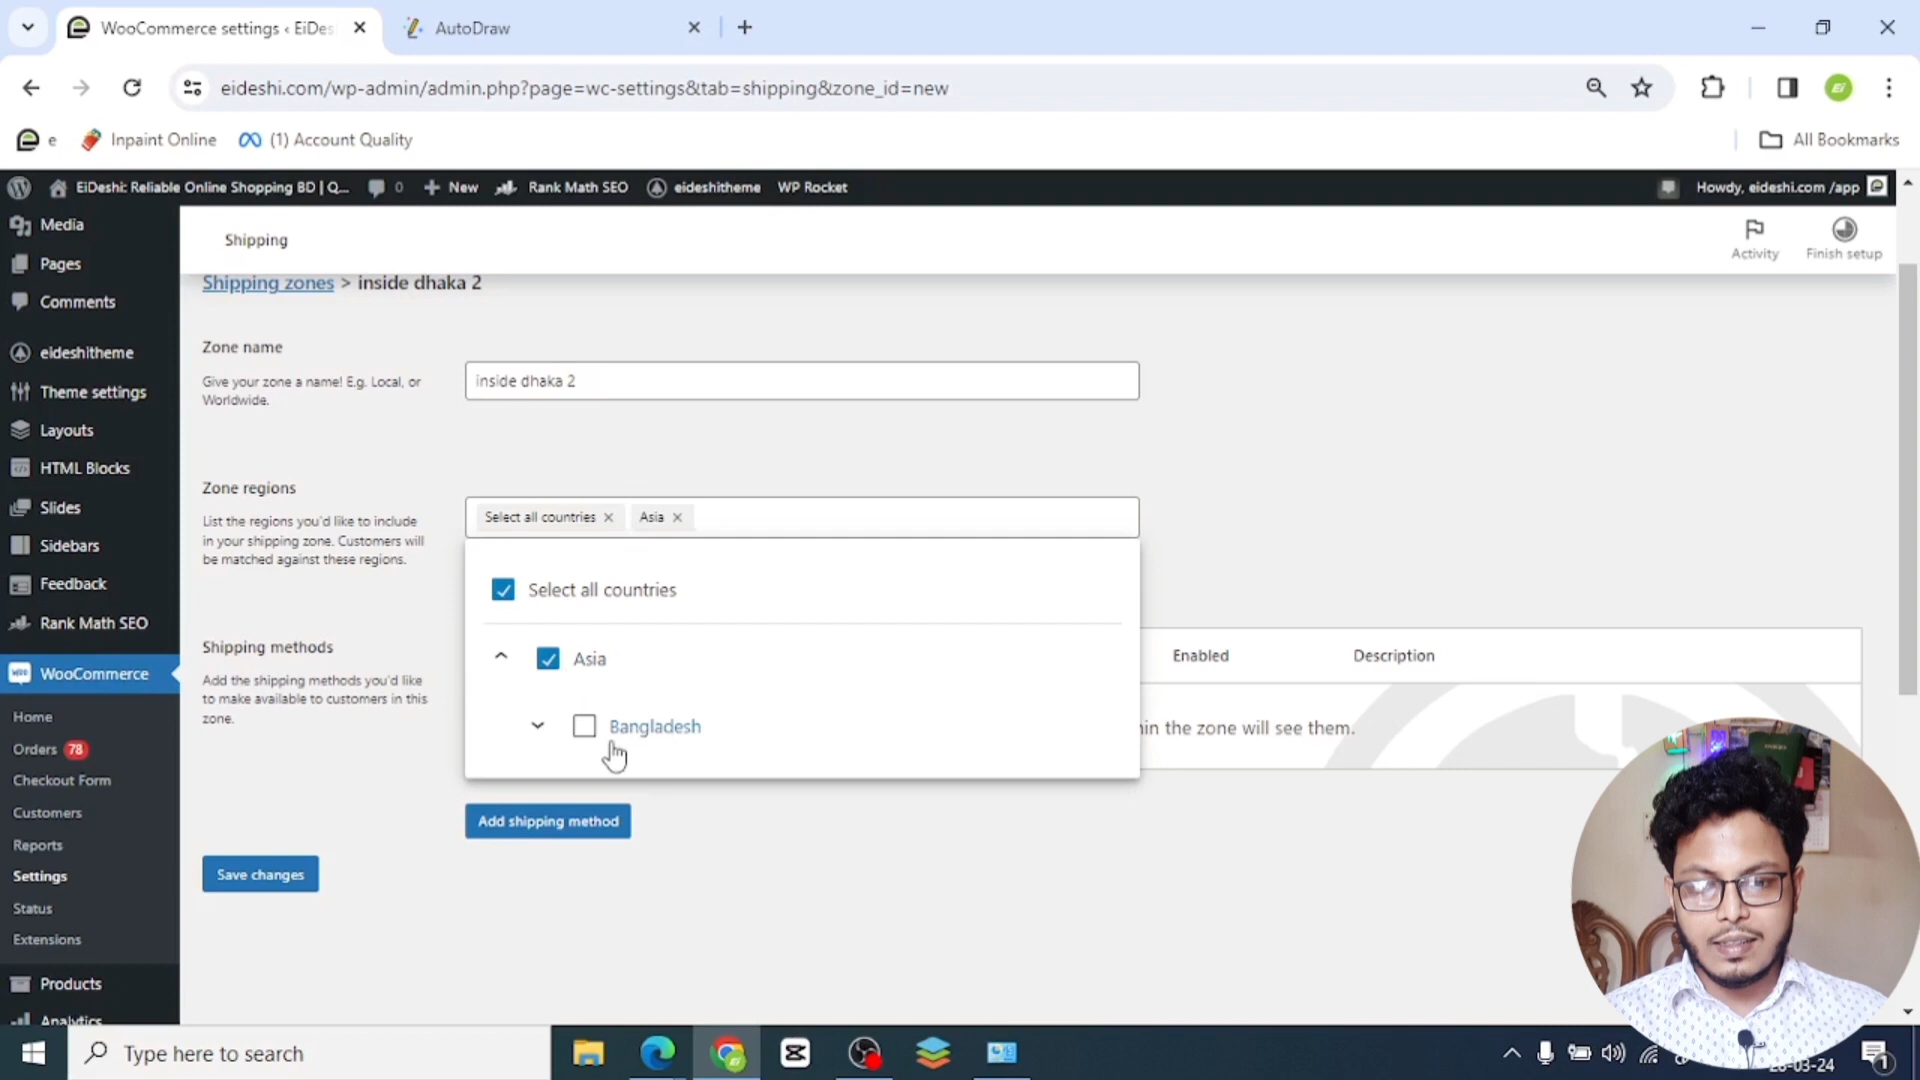 WooCommerce settings ‹ EiDes
AutoDraw
eideshi.com/wp-admin/admin.php?page=wc-settings&tab=shipping&zone_id=new
Ei
e
Inpaint Online
(1) Account Quality
All Bookmarks
EiDeshi: Reliable Online Shopping BD | Q...
0
New
Rank Math SEO
eideshitheme
WP Rocket
Howdy, eideshi.com /app
Media
Pages
Comments
eideshitheme
Theme settings
Layouts
HTML Blocks
Slides
Sidebars
Feedback
Rank Math SEO
WooCommerce
Home
Orders 78
Checkout Form
Customers
Reports
Settings
Status
Extensions
Products
Analytics
Shipping
Activity
Finish setup
Shipping zones > inside dhaka 2
Zone name
Give your zone a name! E.g. Local, or
Worldwide.
inside dhaka 2
Zone regions
List the regions you'd like to include
in your shipping zone. Customers will
be matched against these regions.
Select all countries ×
Asia ×
Select all countries
Asia
Bangladesh
Shipping methods
Add the shipping methods you'd like
to make available to customers in this
zone.
Enabled
Description
in the zone will see them.
Add shipping method
Save changes
Type here to search
-03-24
1